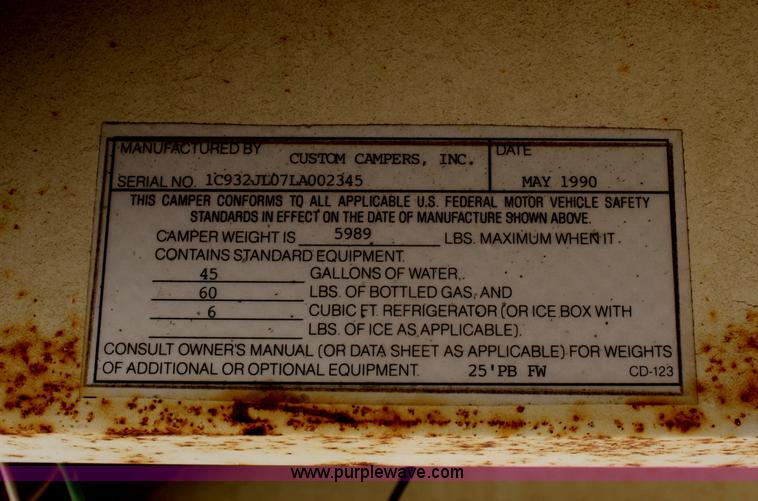 MANUFACTURED BY CUSTOM CAMPERS, INC. DATE
SERIAL NO. 1C932JL07LA002345 MAY 1990
THIS CAMPER CONFORMS TO ALL APPLICABLE U.S. FEDERAL MOTOR VEHICLE SAFETY
STANDARDS IN EFFECT ON THE DATE OF MANUFACTURE SHOWN ABOVE.
CAMPER WEIGHT IS 5989 LBS. MAXIMUM WHEN IT
CONTAINS STANDARD EQUIPMENT
45 GALLONS OF WATER,
60 LBS. OF BOTTLED GAS, AND
6 CUBIC FT. REFRIGERATOR (OR ICE BOX WITH
LBS. OF ICE AS APPLICABLE).
CONSULT OWNER'S MANUAL (OR DATA SHEET AS APPLICABLE) FOR WEIGHTS
OF ADDITIONAL OR OPTIONAL EQUIPMENT. 25'PB FW CD-123
www.purplewave.com